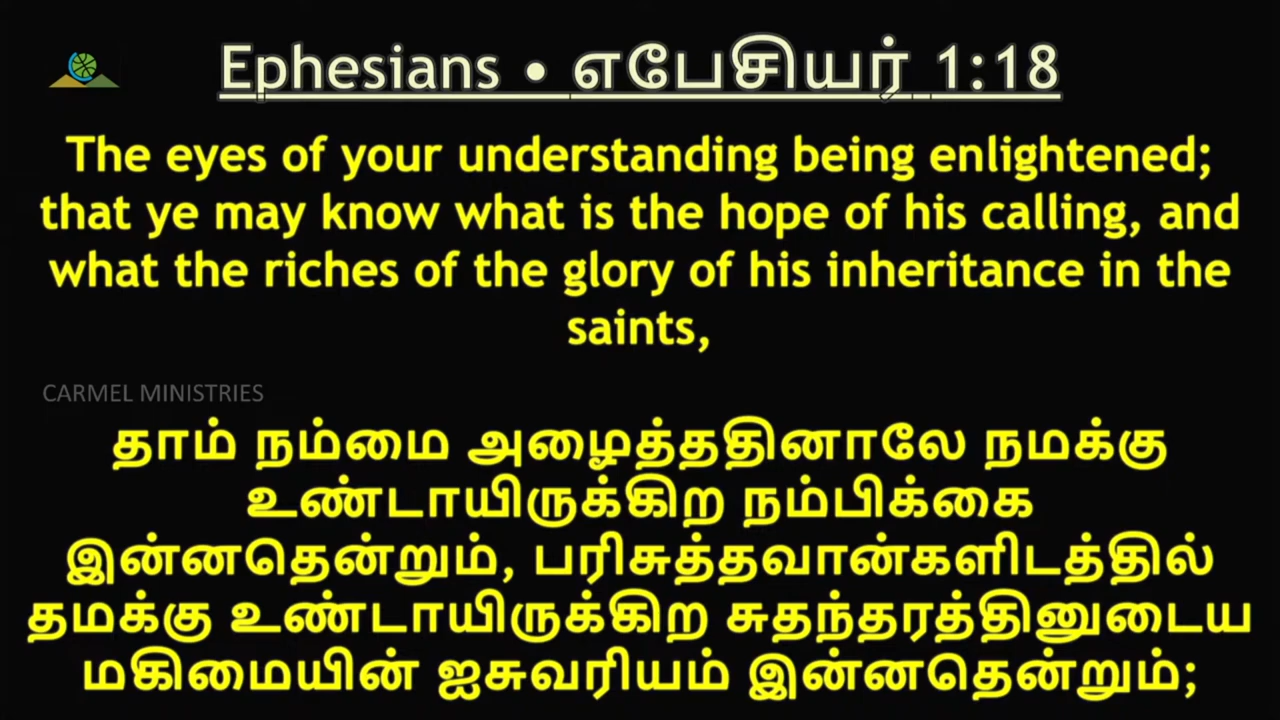 Ephesians • எபேசியர் 1:18
The eyes of your understanding being enlightened;
that ye may know what is the hope of his calling, and
what the riches of the glory of his inheritance in the
saints,
CARMEL MINISTRIES
தாம் நம்மை அழைத்ததினாலே நமக்கு
உண்டாயிருக்கிற நம்பிக்கை
இன்னதென்றும், பரிசுத்தவான்களிடத்தில்
தமக்கு உண்டாயிருக்கிற சுதந்தரத்தினுடைய
மகிமையின் ஐசுவரியம் இன்னதென்றும்;